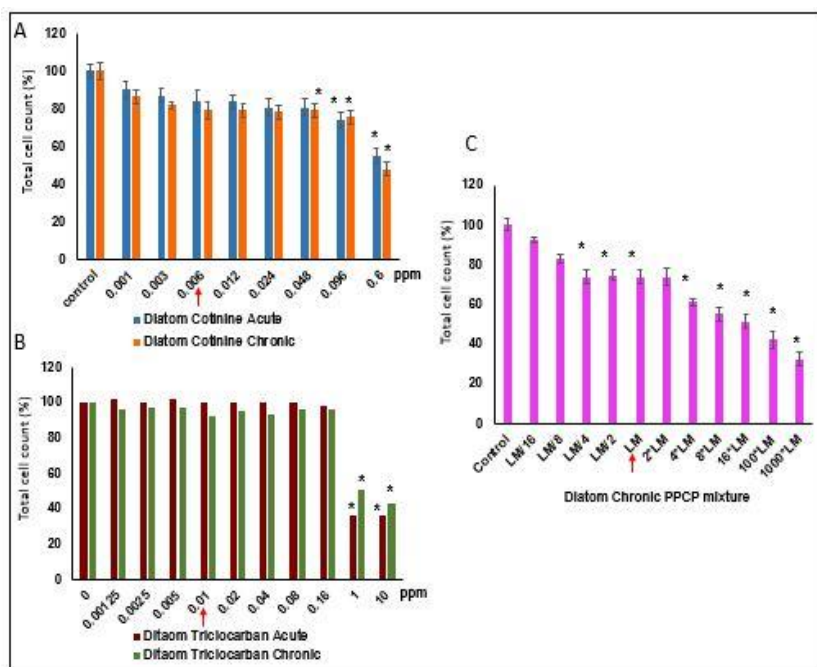 A
Total cell count (%)
120
100
80
60
40
20
0
control
0.001
0.003
0.006
0.012
0.024
0.048
0.096
0.6
ppm
* * * * *
Diatom Cotinine Acute
Diatom Cotinine Chronic
B
Total cell count (%)
120
100
80
60
40
20
0
0
0.00125
0.0025
0.005
0.01
0.02
0.04
0.08
0.16
1
10
ppm
* * * *
Ditaom Triclocarban Acute
Ditaom Triclocarban Chronic
C
Total cell count (%)
120
100
80
60
40
20
0
* * * * * * * *
Control
LM/16
LM/8
LM/4
LM/2
LM
2*LM
4*LM
8*LM
16*LM
100*LM
1000*LM
Diatom Chronic PPCP mixture